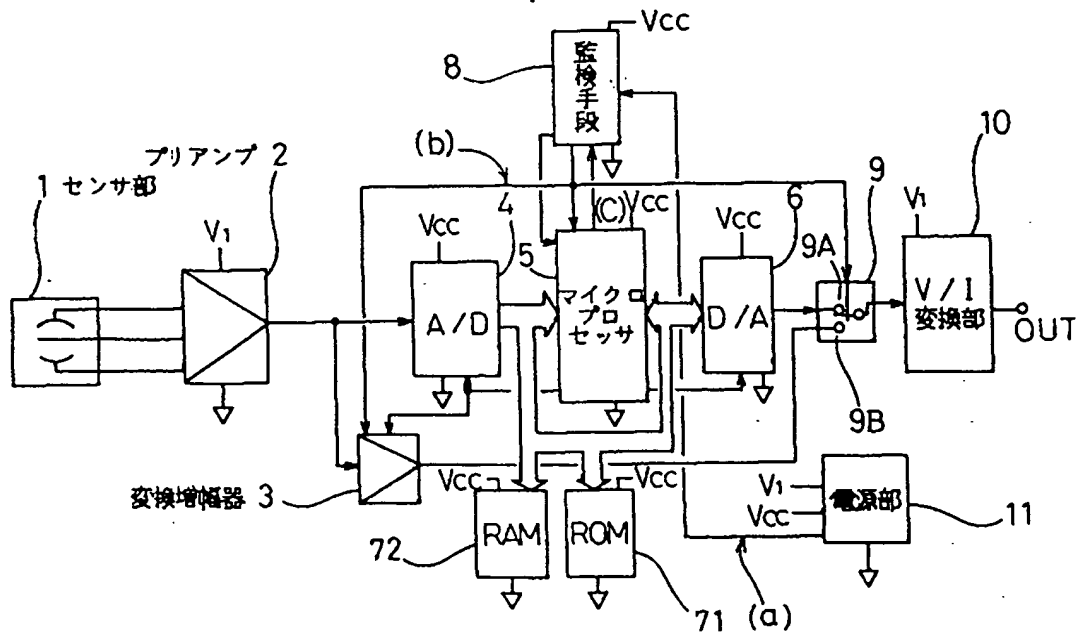 Vcc
8
監検手段
(b)
プリアンプ 2
1 センサ部
V1
Vcc
4
A/D
5
(C)
Vcc
マイクロプロセッサ
Vcc
6
D/A
9A
9
9B
V1
10
V/I
変換部
OUT
変換増幅器 3
Vcc
RAM
72
Vcc
ROM
71
(a)
V1
Vcc
電源部
11